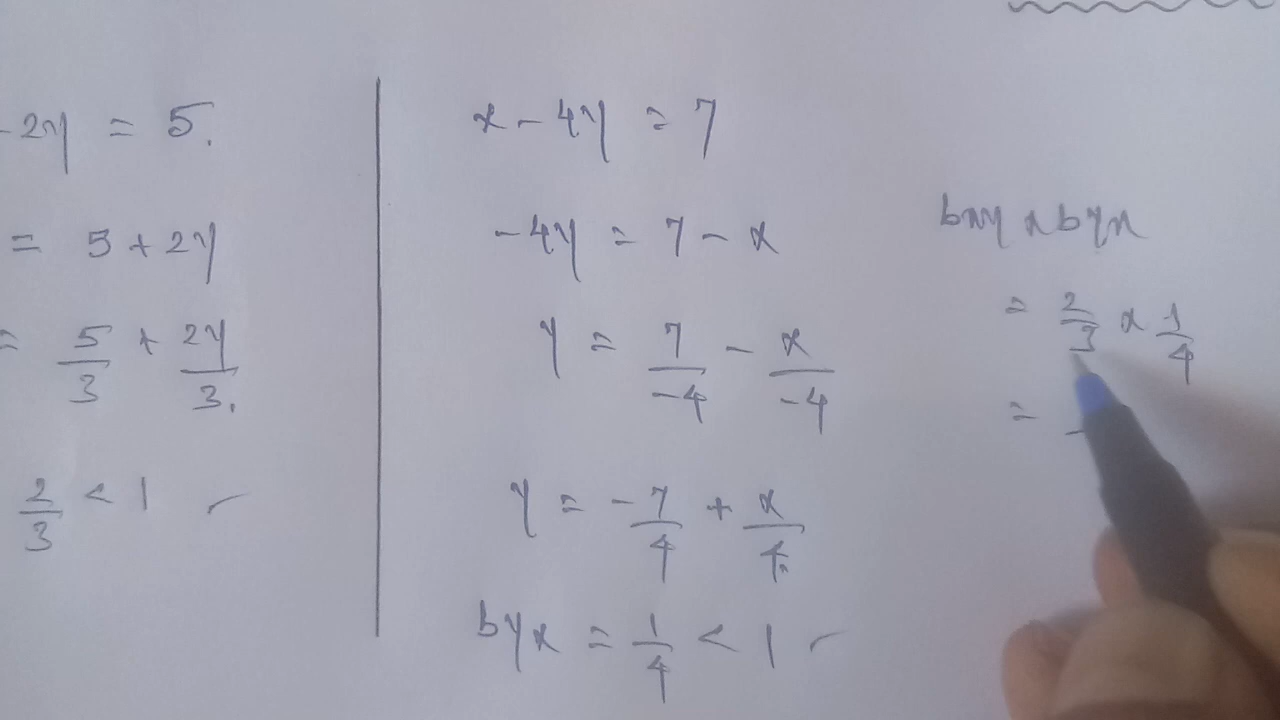 - 2y = 5.
= 5 + 2y
= 5/3 + 2y/3.
2/3 < 1
x - 4y = 7
-4y = 7 - x
y = 7/-4 - x/-4
y = -7/4 + x/4
byx = 1/4 < 1
bxy x byx
= 2/3 x 1/4
=